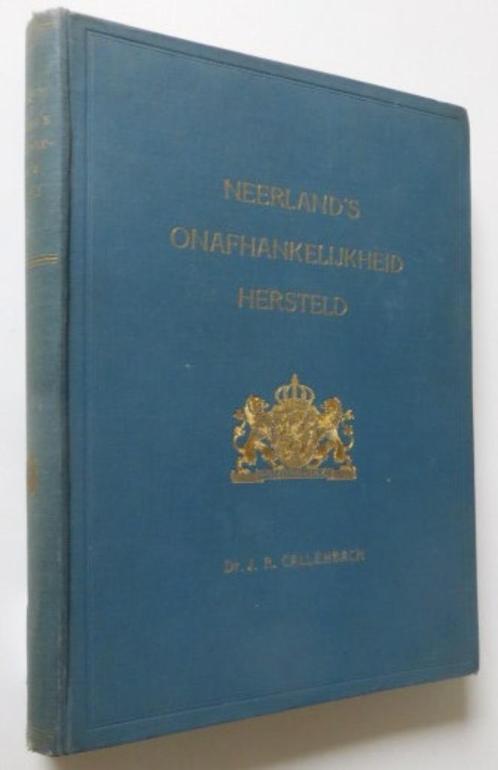 NEERLAND'S
ONAFHANKELIJKHEID
HERSTELD
Dr. J. R. CALLENBACH